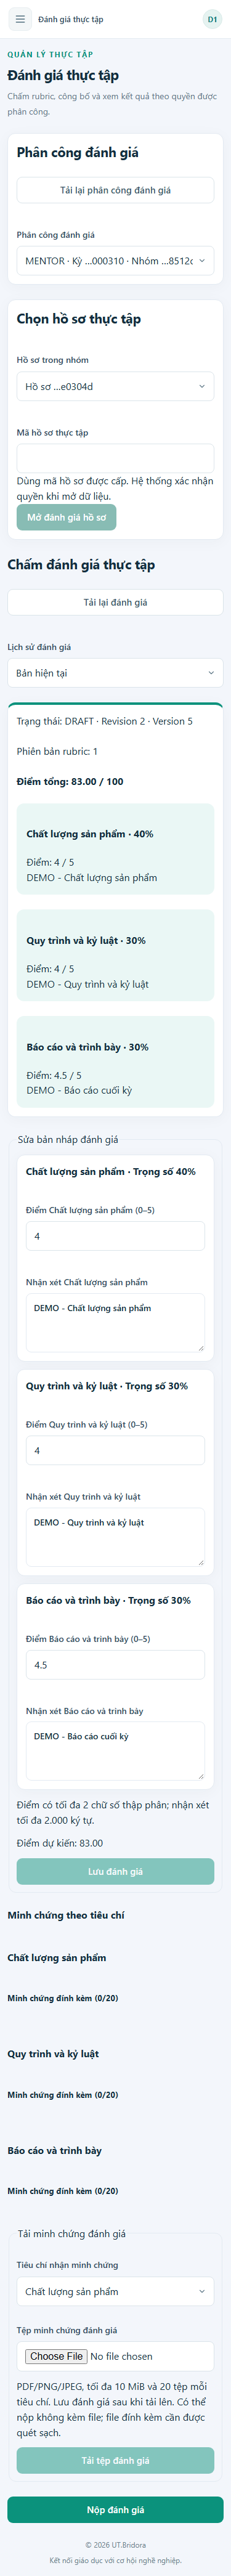 Đánh giá thực tập
D1
QUẢN LÝ THỰC TẬP
Đánh giá thực tập
Chấm rubric, công bố và xem kết quả theo quyền được
phân công.
Phân công đánh giá
Tải lại phân công đánh giá
Phân công đánh giá
MENTOR · Kỳ …000310 · Nhóm …8512c
Chọn hồ sơ thực tập
Hồ sơ trong nhóm
Hồ sơ …e0304d
Mã hồ sơ thực tập
Dùng mã hồ sơ được cấp. Hệ thống xác nhận
quyền khi mở dữ liệu.
Mở đánh giá hồ sơ
Chấm đánh giá thực tập
Tải lại đánh giá
Lịch sử đánh giá
Bản hiện tại
Trạng thái: DRAFT · Revision 2 · Version 5
Phiên bản rubric: 1
Điểm tổng: 83.00 / 100
Chất lượng sản phẩm · 40%
Điểm: 4 / 5
DEMO - Chất lượng sản phẩm
Quy trình và kỷ luật · 30%
Điểm: 4 / 5
DEMO - Quy trình và kỷ luật
Báo cáo và trình bày · 30%
Điểm: 4.5 / 5
DEMO - Báo cáo cuối kỳ
Sửa bản nháp đánh giá
Chất lượng sản phẩm · Trọng số 40%
Điểm Chất lượng sản phẩm (0–5)
4
Nhận xét Chất lượng sản phẩm
DEMO - Chất lượng sản phẩm
Quy trình và kỷ luật · Trọng số 30%
Điểm Quy trình và kỷ luật (0–5)
4
Nhận xét Quy trình và kỷ luật
DEMO - Quy trình và kỷ luật
Báo cáo và trình bày · Trọng số 30%
Điểm Báo cáo và trình bày (0–5)
4.5
Nhận xét Báo cáo và trình bày
DEMO - Báo cáo cuối kỳ
Điểm có tối đa 2 chữ số thập phân; nhận xét
tối đa 2.000 ký tự.
Điểm dự kiến: 83.00
Lưu đánh giá
Minh chứng theo tiêu chí
Chất lượng sản phẩm
Minh chứng đính kèm (0/20)
Quy trình và kỷ luật
Minh chứng đính kèm (0/20)
Báo cáo và trình bày
Minh chứng đính kèm (0/20)
Tải minh chứng đánh giá
Tiêu chí nhận minh chứng
Chất lượng sản phẩm
Tệp minh chứng đánh giá
Choose File No file chosen
PDF/PNG/JPEG, tối đa 10 MiB và 20 tệp mỗi
tiêu chí. Lưu đánh giá sau khi tải lên. Có thể
nộp không kèm file; file đính kèm cần được
quét sạch.
Tải tệp đánh giá
Nộp đánh giá
© 2026 UT.Bridora
Kết nối giáo dục với cơ hội nghề nghiệp.